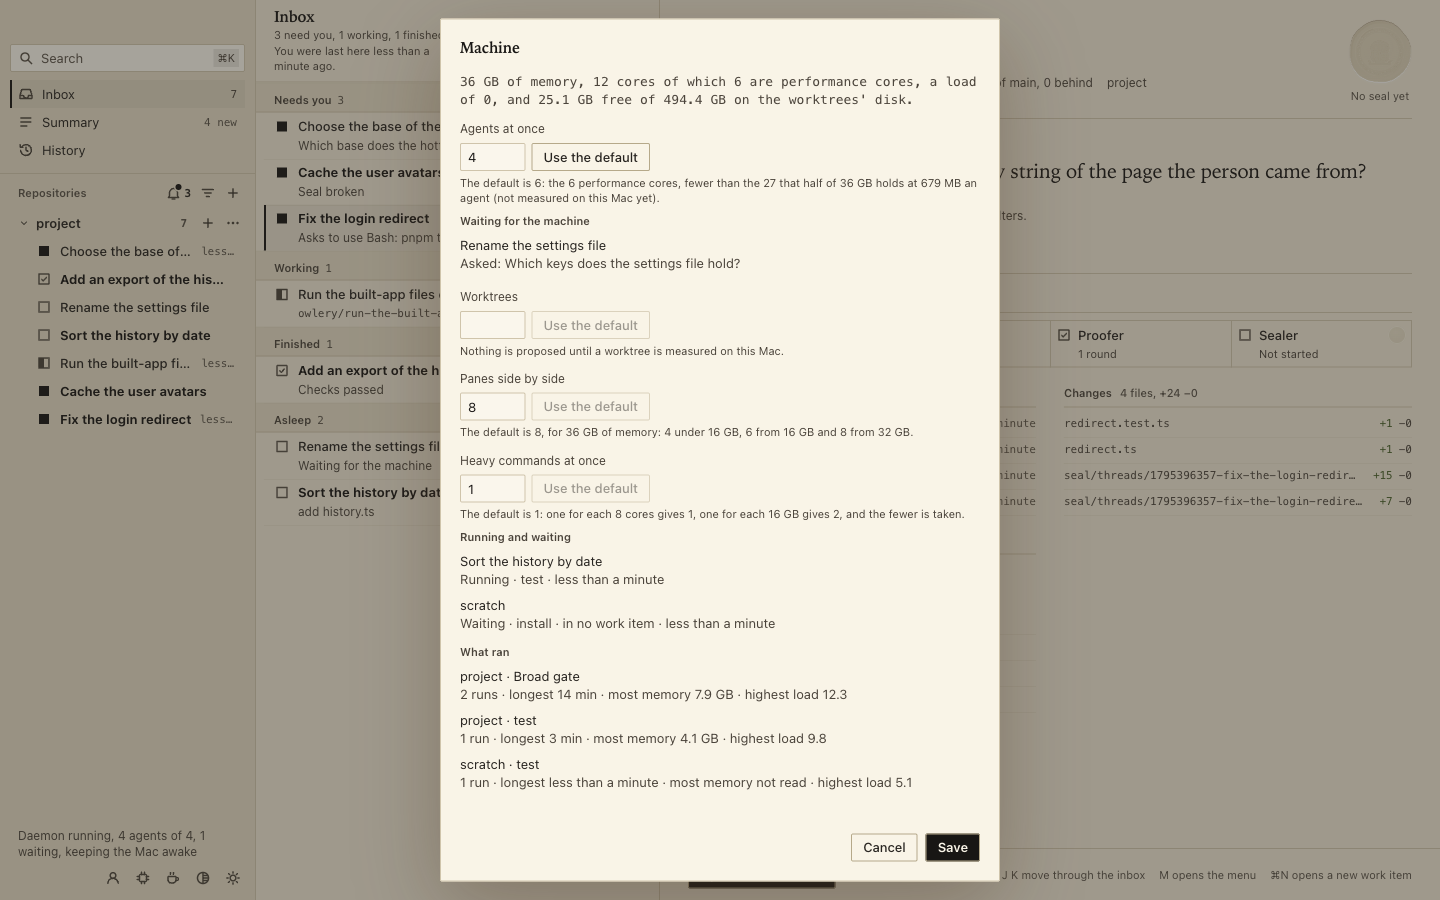 Search ⌘K
Inbox 7
Summary 4 new
History
Repositories 3
project 7
Choose the base of... less...
Add an export of the his...
Rename the settings file
Sort the history by date
Run the built-app fi... less...
Cache the user avatars
Fix the login redirect less...
Daemon running, 4 agents of 4, 1
waiting, keeping the Mac awake
Inbox
3 need you, 1 working, 1 finished
You were last here less than a
minute ago.
Needs you 3
Choose the base of the
Which base does the
Cache the user avatars
Seal broken
Fix the login redirect
Asks to use Bash: pnpm
Working 1
Run the built-app files
owlery/run-the-built-
Finished 1
Add an export of the
Checks passed
Asleep 2
Rename the settings
Waiting for the machine
Sort the history by
add history.ts
Machine
36 GB of memory, 12 cores of which 6 are performance cores, a load
of 0, and 25.1 GB free of 494.4 GB on the worktrees' disk.
Agents at once
4 Use the default
The default is 6: the 6 performance cores, fewer than the 27 that half of 36 GB holds at 679 MB an
agent (not measured on this Mac yet).
Waiting for the machine
Rename the settings file
Asked: Which keys does the settings file hold?
Worktrees
Use the default
Nothing is proposed until a worktree is measured on this Mac.
Panes side by side
8 Use the default
The default is 8, for 36 GB of memory: 4 under 16 GB, 6 from 16 GB and 8 from 32 GB.
Heavy commands at once
1 Use the default
The default is 1: one for each 8 cores gives 1, one for each 16 GB gives 2, and the fewer is taken.
Running and waiting
Sort the history by date
Running · test · less than a minute
scratch
Waiting · install · in no work item · less than a minute
What ran
project · Broad gate
2 runs · longest 14 min · most memory 7.9 GB · highest load 12.3
project · test
1 run · longest 3 min · most memory 4.1 GB · highest load 9.8
scratch · test
1 run · longest less than a minute · most memory not read · highest load 5.1
Cancel Save
of main, 0 behind project
No seal yet
string of the page the person came from?
Proofer
1 round
Sealer
Not started
Changes 4 files, +24 −0
minute
minute
minute
minute
redirect.test.ts +1 −0
redirect.ts +1 −0
seal/threads/1795396357-fix-the-login-redir… +15 −0
seal/threads/1795396357-fix-the-login-redire… +7 −0
J K move through the inbox M opens the menu ⌘N opens a new work item